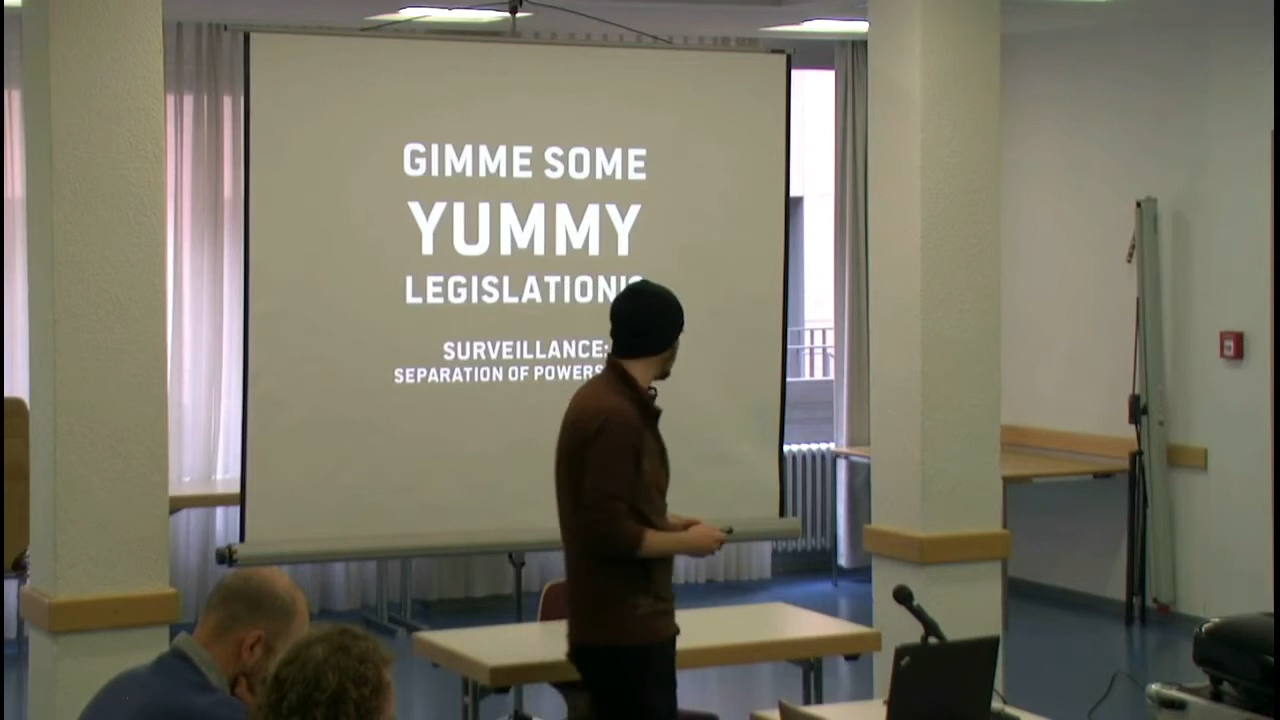 GIMME SOME
YUMMY
LEGISLATION
SURVEILLANCE:
SEPARATION OF POWERS